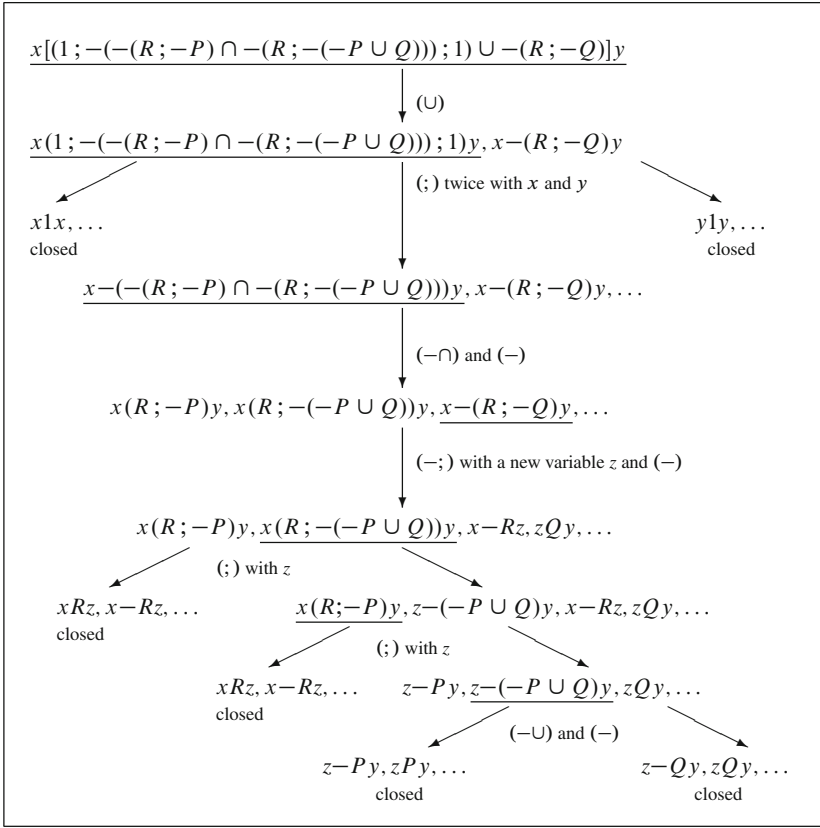 x[(1 ; −(−(R ; −P) ∩ −(R ; −(−P ∪ Q))) ; 1) ∪ −(R ; −Q)]y
(∪)
x(1 ; −(−(R ; −P) ∩ −(R ; −(−P ∪ Q))) ; 1)y, x−(R ; −Q)y
(;) twice with x and y
x1x, . . .
closed
y1y, . . .
closed
x−(−(R ; −P) ∩ −(R ; −(−P ∪ Q)))y, x−(R ; −Q)y, . . .
(−∩) and (−)
x(R ; −P)y, x(R ; −(−P ∪ Q))y, x−(R ; −Q)y, . . .
(−;) with a new variable z and (−)
x(R ; −P)y, x(R ; −(−P ∪ Q))y, x−Rz, zQy, . . .
(;) with z
xRz, x−Rz, . . .
closed
x(R;−P)y, z−(−P ∪ Q)y, x−Rz, zQy, . . .
(;) with z
xRz, x−Rz, . . .
closed
z−Py, z−(−P ∪ Q)y, zQy, . . .
(−∪) and (−)
z−Py, zPy, . . .
closed
z−Qy, zQy, . . .
closed